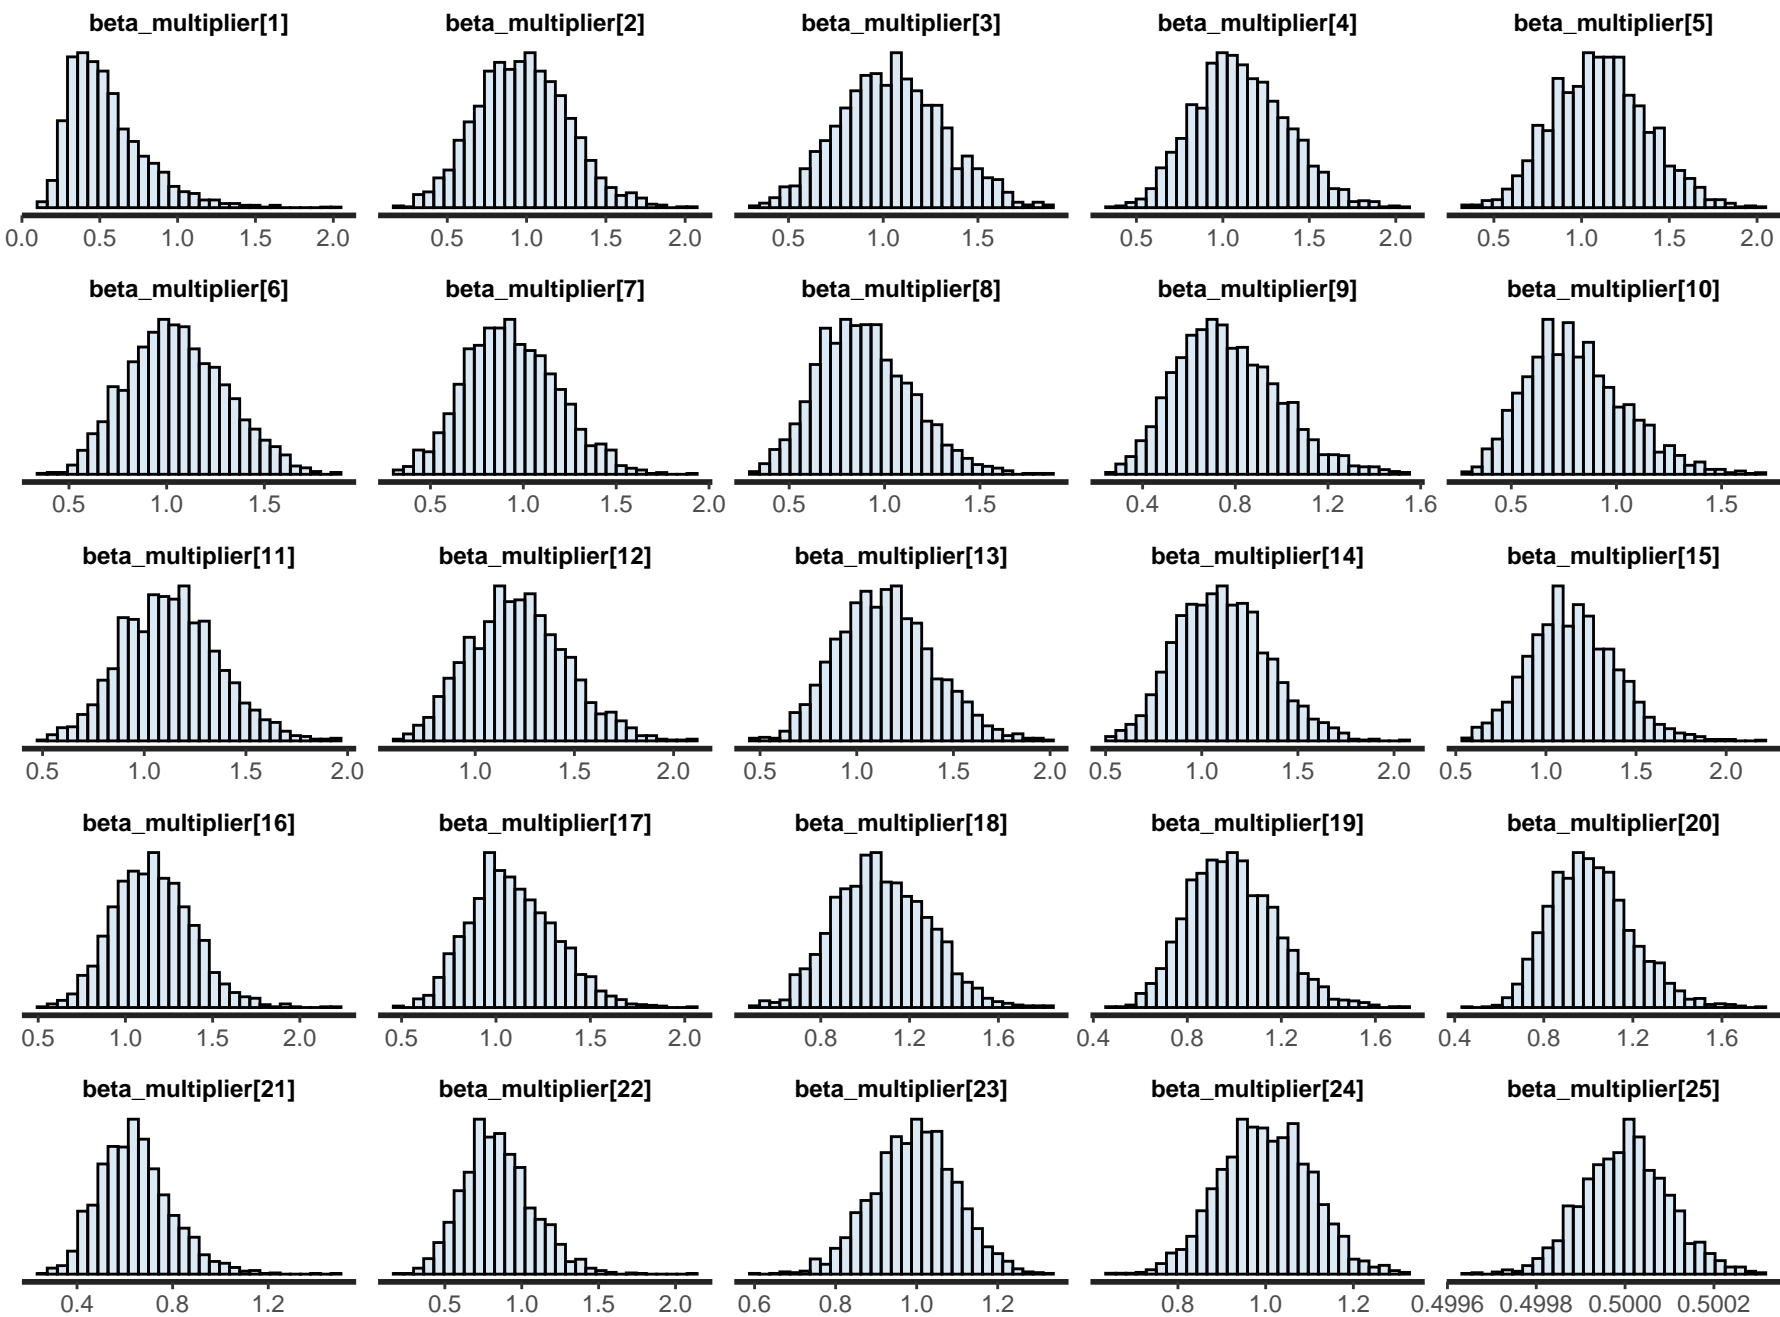 beta_multiplier[1] beta_multiplier[2] beta_multiplier[3] beta_multiplier[4] beta_multiplier[5]
0.0 0.5 1.0 1.5 2.0 0.5 1.0 1.5 2.0 0.5 1.0 1.5 0.5 1.0 1.5 2.0 0.5 1.0 1.5 2.0
beta_multiplier[6] beta_multiplier[7] beta_multiplier[8] beta_multiplier[9] beta_multiplier[10]
0.5 1.0 1.5 0.5 1.0 1.5 2.0 0.5 1.0 1.5 0.4 0.8 1.2 1.6 0.5 1.0 1.5
beta_multiplier[11] beta_multiplier[12] beta_multiplier[13] beta_multiplier[14] beta_multiplier[15]
0.5 1.0 1.5 2.0 1.0 1.5 2.0 0.5 1.0 1.5 2.0 0.5 1.0 1.5 2.0 0.5 1.0 1.5 2.0
beta_multiplier[16] beta_multiplier[17] beta_multiplier[18] beta_multiplier[19] beta_multiplier[20]
0.5 1.0 1.5 2.0 0.5 1.0 1.5 2.0 0.8 1.2 1.6 0.4 0.8 1.2 1.6 0.4 0.8 1.2 1.6
beta_multiplier[21] beta_multiplier[22] beta_multiplier[23] beta_multiplier[24] beta_multiplier[25]
0.4 0.8 1.2 0.5 1.0 1.5 2.0 0.6 0.8 1.0 1.2 0.8 1.0 1.2 0.4996 0.4998 0.5000 0.5002